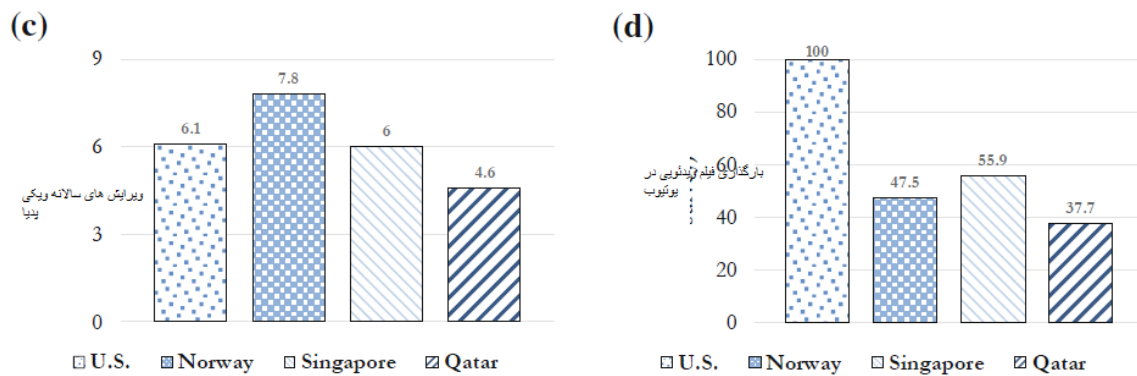 (c)
9
6
3
0
7.8
6.1
6
4.6
ویرایش های سالانه ویکی
پدیا
U.S. Norway Singapore Qatar
(d)
100
80
60
40
20
0
100
47.5
55.9
37.7
بارگذاری فیلم ویدئویی در
یوتیوب
U.S. Norway Singapore Qatar